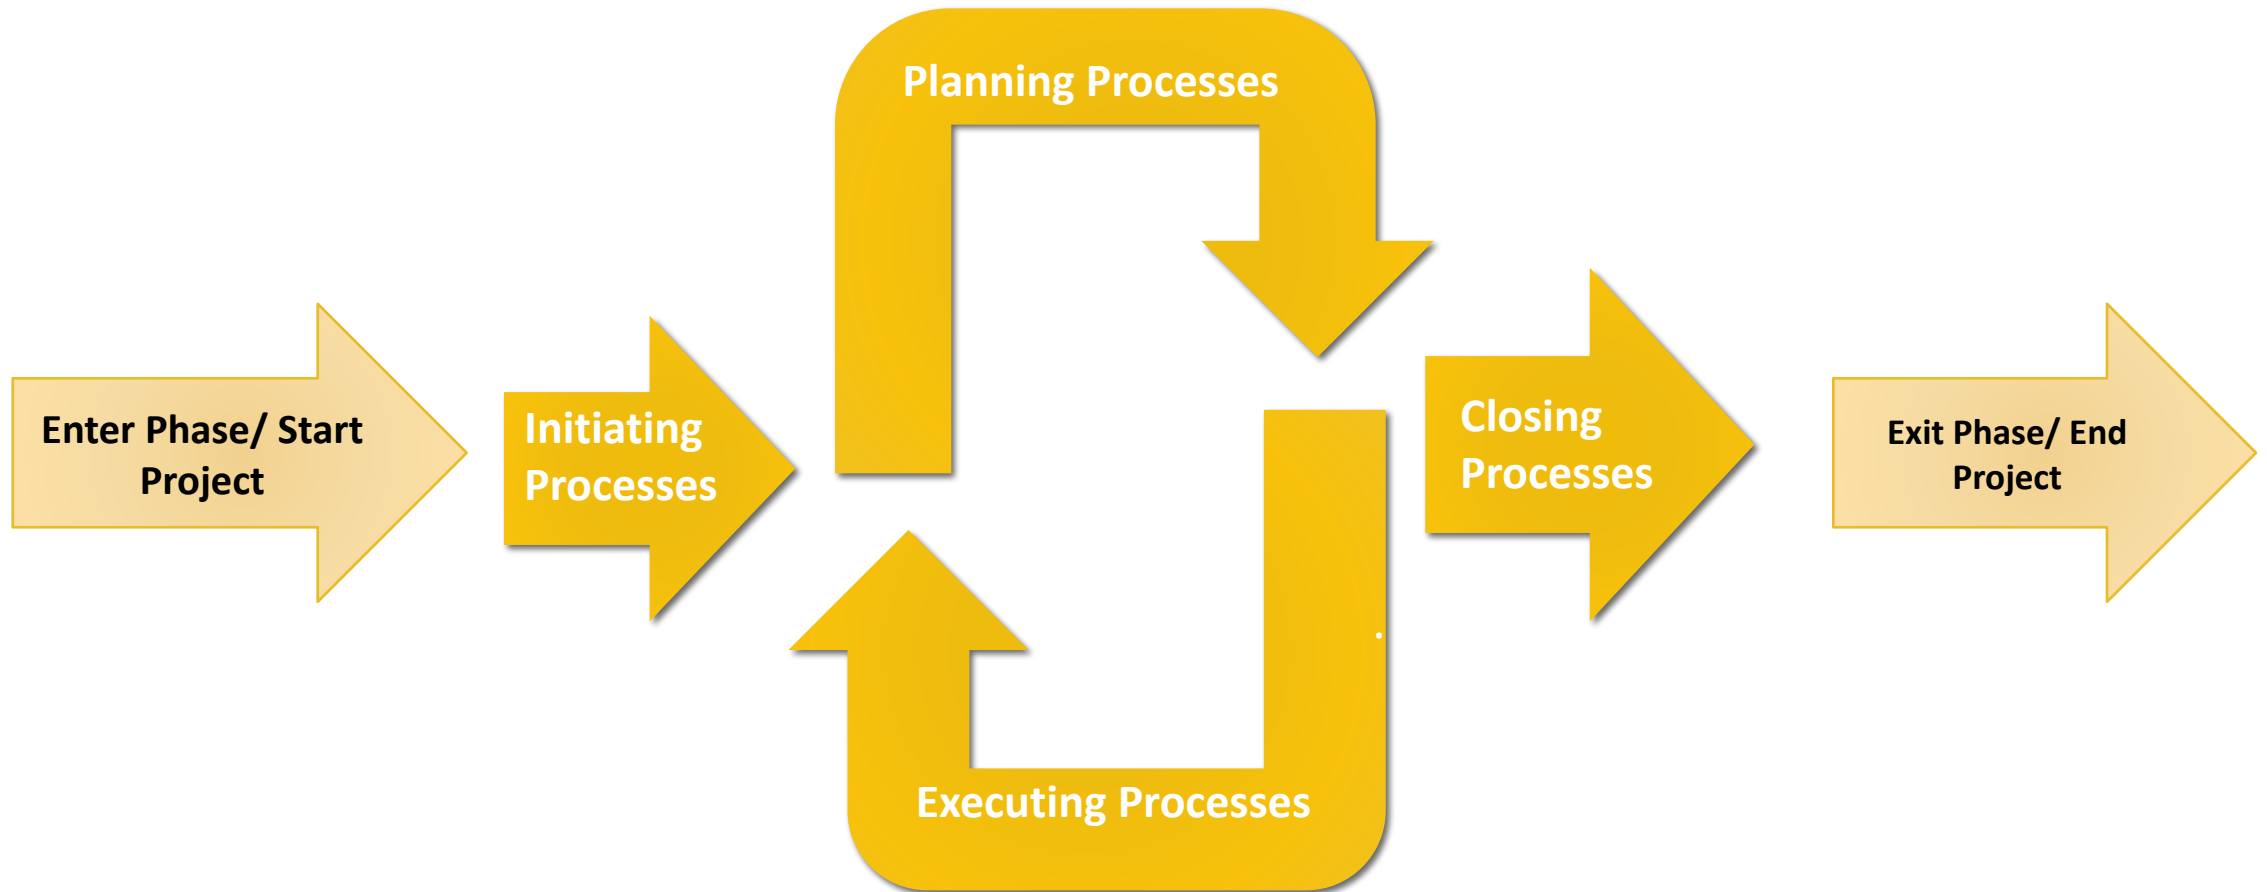 Planning Processes
Enter Phase/ Start
Project
Initiating
Processes
Closing
Processes
Exit Phase/ End
Project
Executing Processes